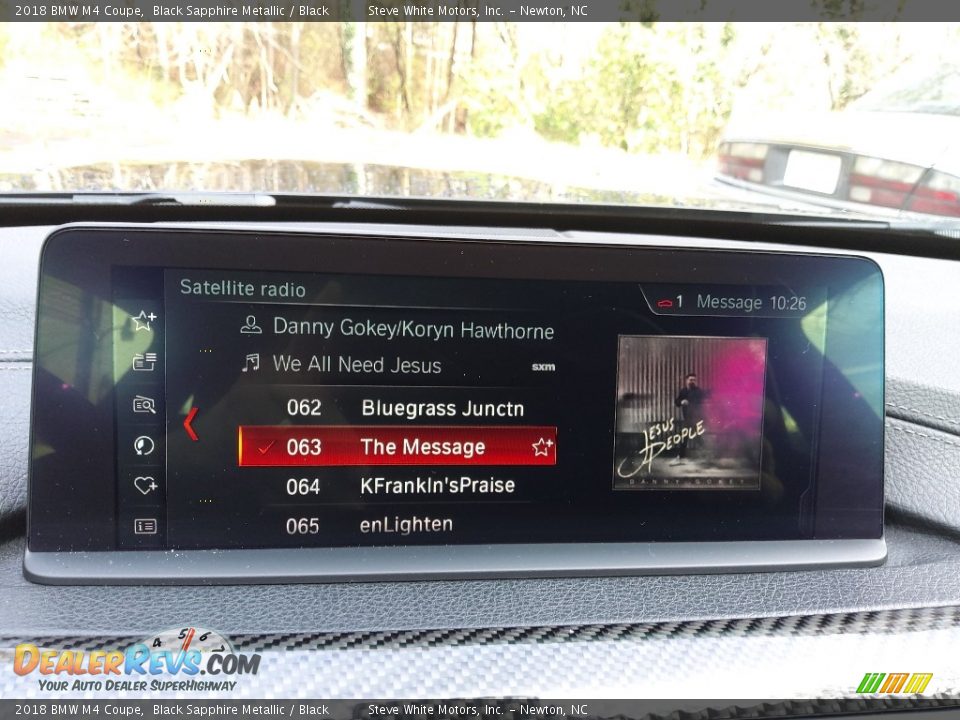 2018 BMW M4 Coupe, Black Sapphire Metallic / Black Steve White Motors, Inc. - Newton, NC
Satellite radio
1 Message 10:26
Danny Gokey/Koryn Hawthorne
We All Need Jesus sxm
062 Bluegrass Junctn
063 The Message
064 KFrankln'sPraise
065 enLighten
JESUS
PEOPLE
DANNY GOKEY
4 5 6
DEALERREVS.COM
YOUR AUTO DEALER SUPERHIGHWAY
2018 BMW M4 Coupe, Black Sapphire Metallic / Black Steve White Motors, Inc. - Newton, NC